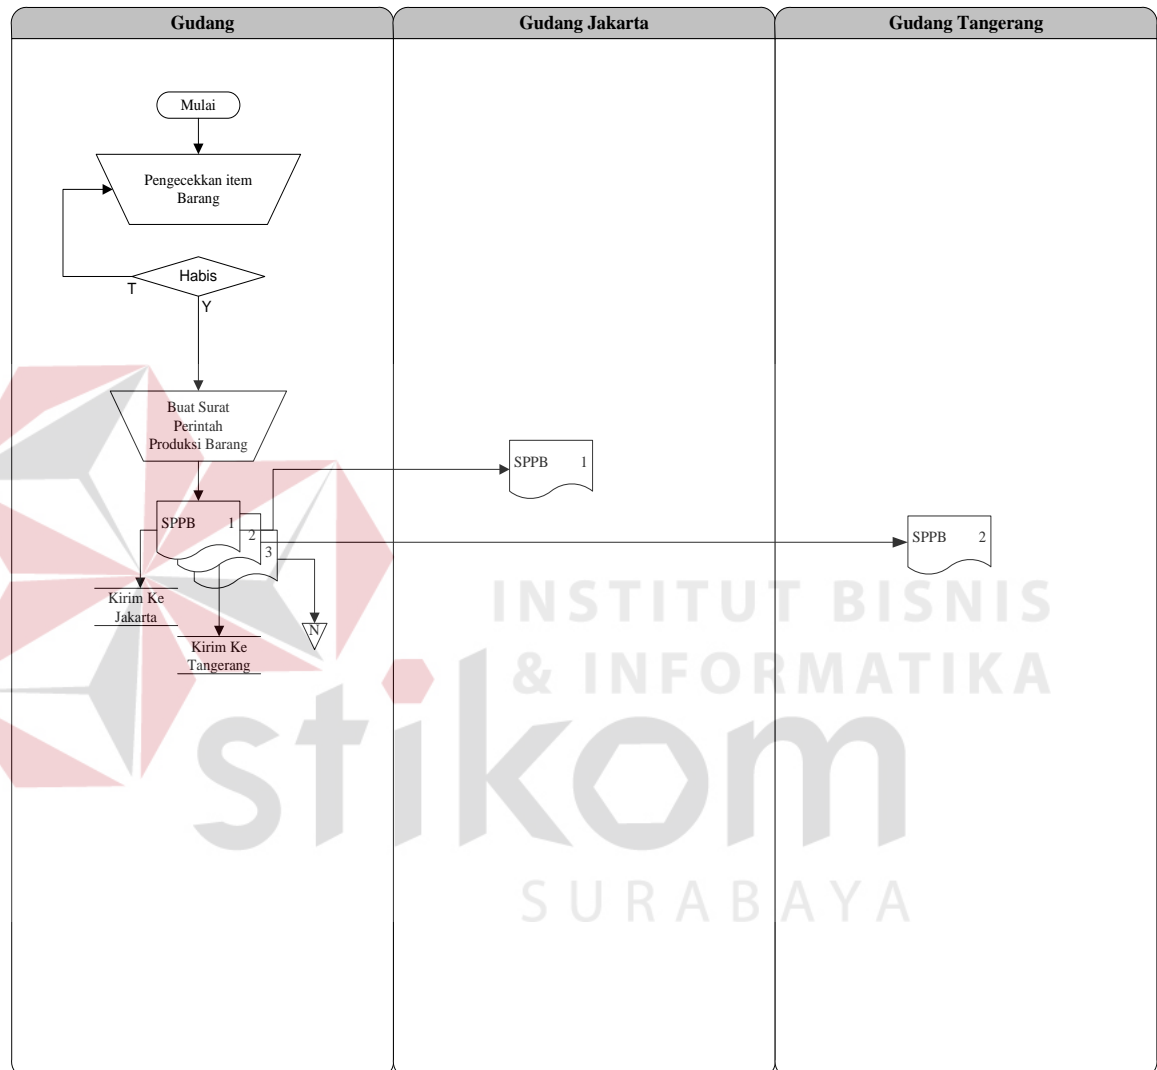 Gudang
Gudang Jakarta
Gudang Tangerang
Mulai
Pengecekkan item
Barang
Habis
T
Y
Buat Surat
Perintah
Produksi Barang
SPPB 1
2
3
SPPB 1
SPPB 2
Kirim Ke
Jakarta
N
Kirim Ke
Tangerang
INSTITUT BISNIS
& INFORMATIKA
stikom
SURABAYA